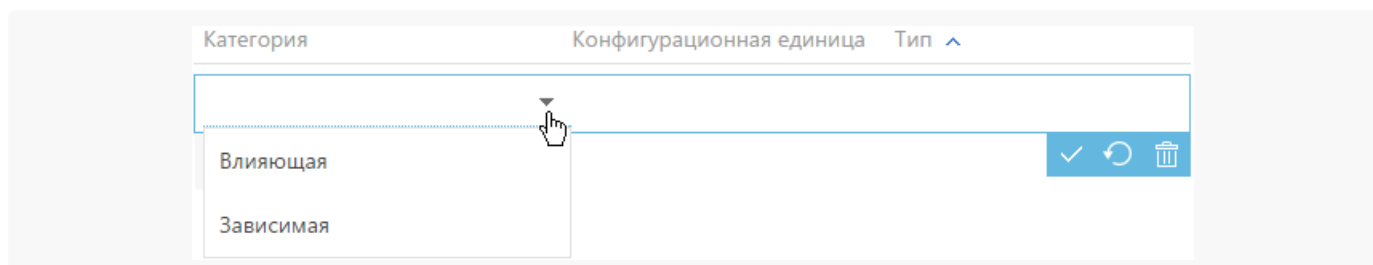 Категория Конфигурационная единица Тип
Влияющая
Зависимая